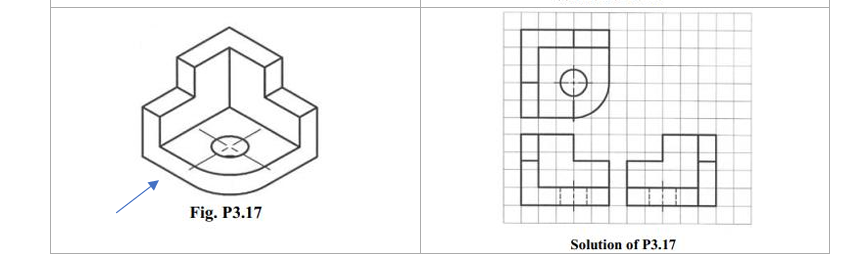 Fig. P3.17
Solution of P3.17